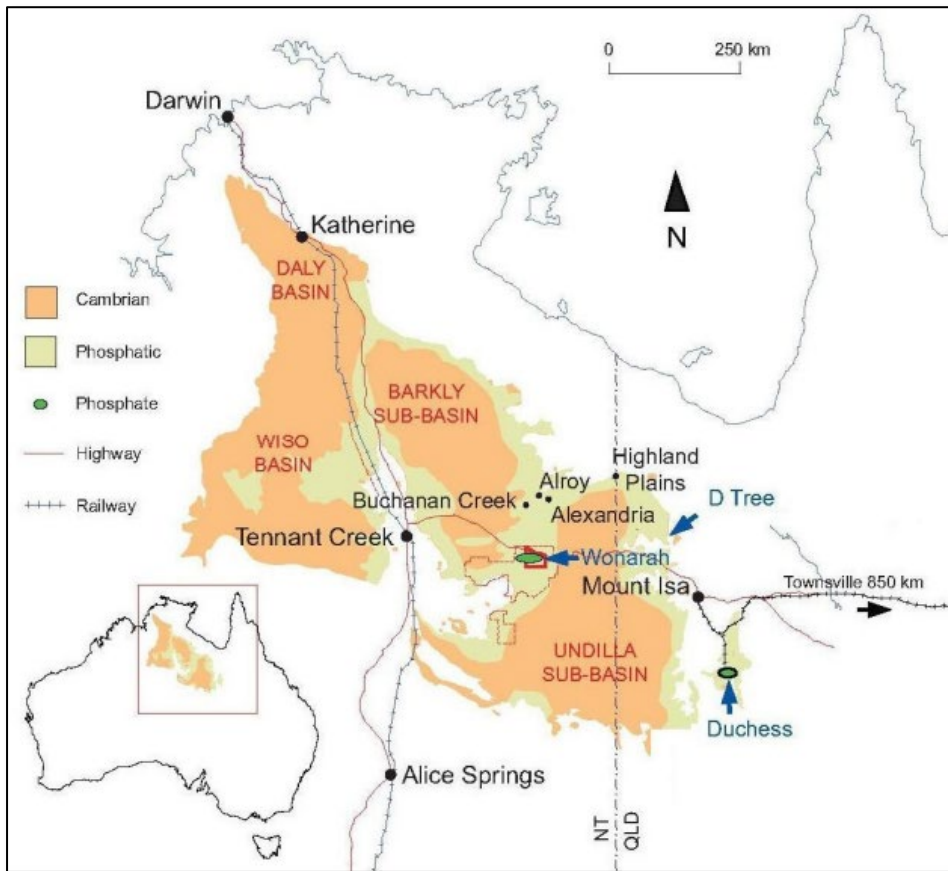 0
250 km
Darwin
N
Katherine
DALY
BASIN
Cambrian
Phosphatic
Phosphate
Highway
Railway
BARKLY
SUB-BASIN
WISO
BASIN
Highland
Plains
Alroy
Buchanan Creek
Alexandria
D Tree
Tennant Creek
Wonarah
Mount Isa
Townsville 850 km
UNDILLA
SUB-BASIN
Duchess
Alice Springs
NT
QLD